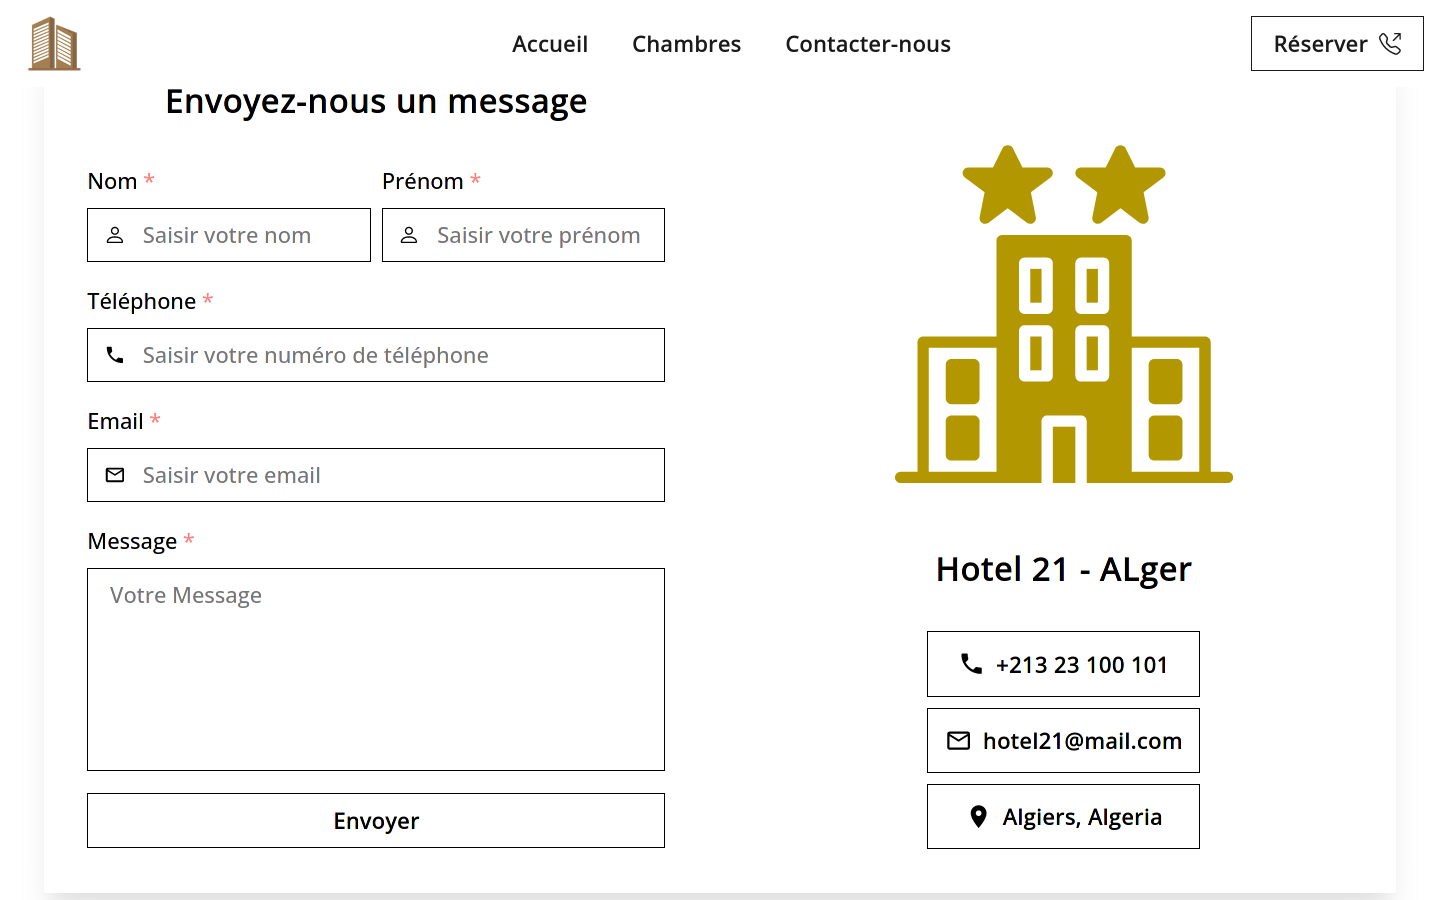 Accueil
Chambres
Contacter-nous
Réserver
Envoyez-nous un message
Nom *
Prénom *
Saisir votre nom
Saisir votre prénom
Téléphone *
Saisir votre numéro de téléphone
Email *
Saisir votre email
Message *
Votre Message
Envoyer
Hotel 21 - ALger
+213 23 100 101
hotel21@mail.com
Algiers, Algeria